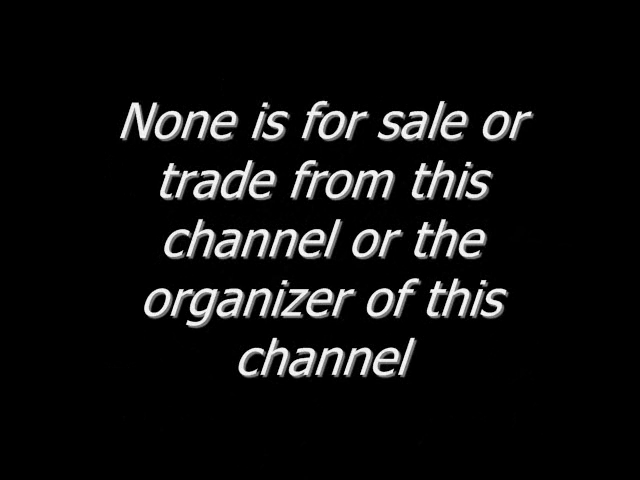 None is for sale or
trade from this
channel or the
organizer of this
channel